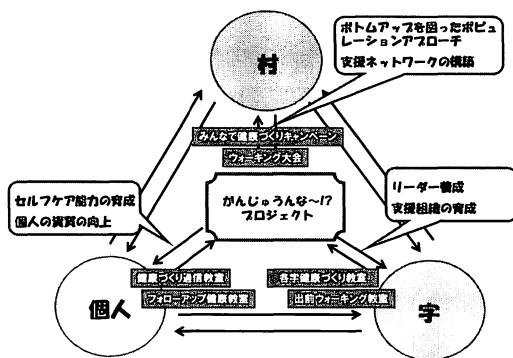 ボトムアップを図ったポピュ
レーションアプローチ
支援ネットワークの構築
村
みんなで健康づくりキャンペーン
ウォーキング大会
セルフケア能力の育成
個人の資質の向上
がんじゅうんな～!?
プロジェクト
リーダー養成
支援組織の育成
健康づくり通信教室
フォローアップ健康教室
各字健康づくり教室
出前ウォーキング教室
個人
字